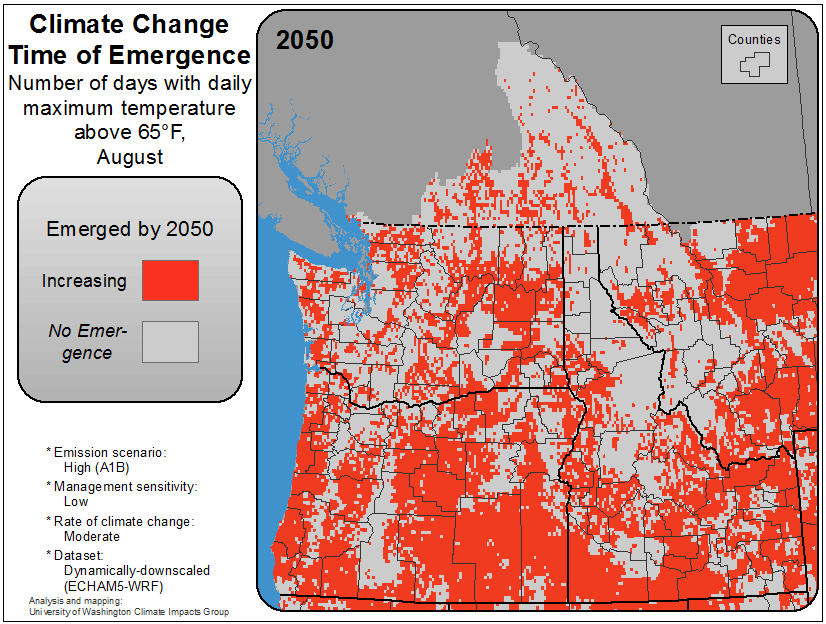 Climate Change
Time of Emergence
Number of days with daily
maximum temperature
above 65°F,
August
Emerged by 2050
Increasing
No Emer-
gence
* Emission scenario:
High (A1B)
* Management sensitivity:
Low
* Rate of climate change:
Moderate
* Dataset:
Dynamically-downscaled
(ECHAM5-WRF)
Analysis and mapping:
University of Washington Climate Impacts Group
2050
Counties